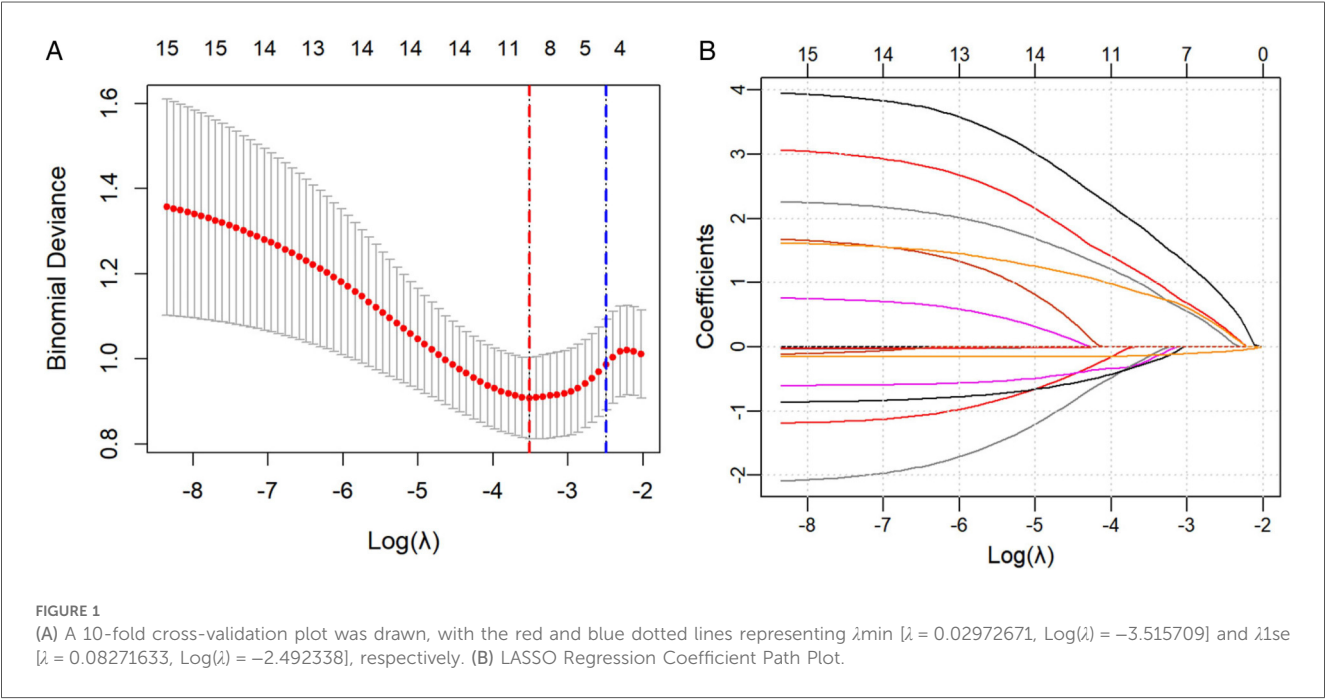 A
15 15 14 13 14 14 14 11 8 5 4
1.6
1.4
1.2
1.0
0.8
Binomial Deviance
-8 -7 -6 -5 -4 -3 -2
Log(λ)
B
15 14 13 14 11 7 0
4
3
2
1
0
-1
-2
Coefficients
-8 -7 -6 -5 -4 -3 -2
Log(λ)
FIGURE 1
(A) A 10-fold cross-validation plot was drawn, with the red and blue dotted lines representing λmin [λ = 0.02972671, Log(λ) = −3.515709] and λ1se
[λ = 0.08271633, Log(λ) = −2.492338], respectively. (B) LASSO Regression Coefficient Path Plot.